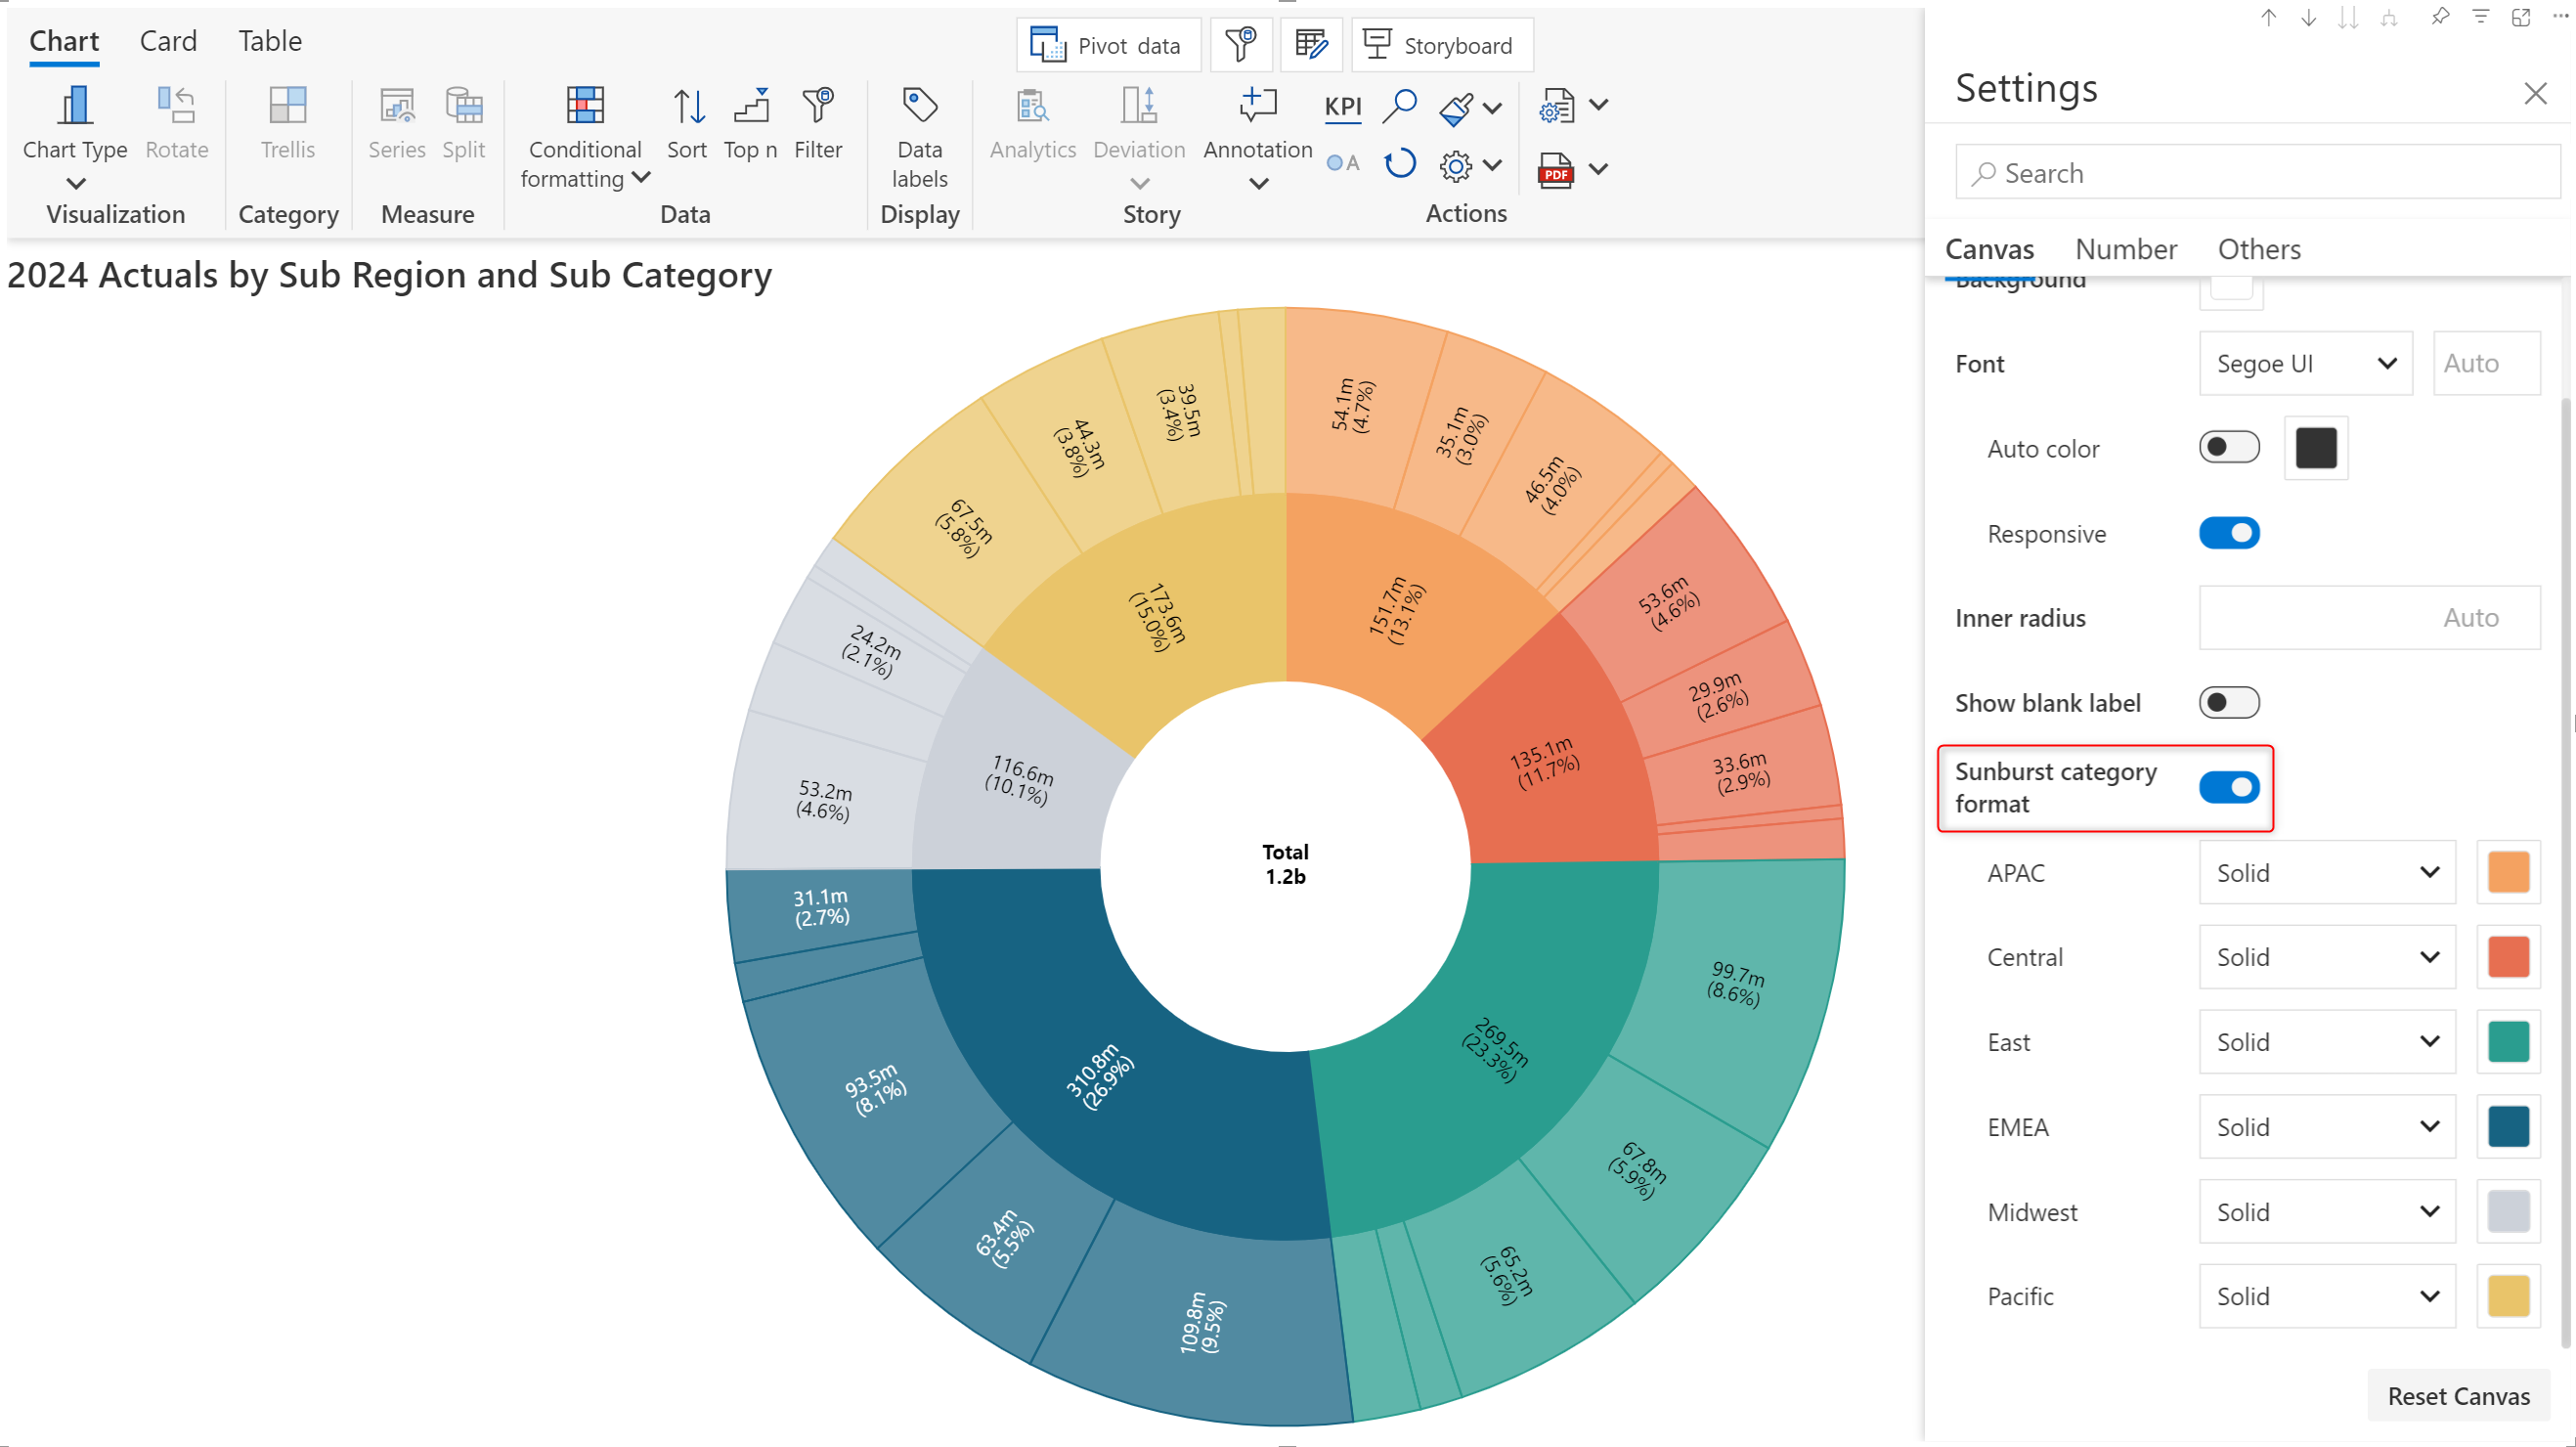 Chart Card Table
Pivot data
Storyboard
Chart Type
Rotate
Visualization
Trellis
Category
Series
Split
Measure
Conditional
formatting
Sort
Top n
Filter
Data
Data
labels
Display
Analytics
Deviation
Annotation
Story
KPI
A
PDF
Actions
2024 Actuals by Sub Region and Sub Category
54.1m
(4.7%)
35.1m
(3.0%)
46.5m
(4.0%)
151.7m
(13.1%)
53.6m
(4.6%)
29.9m
(2.6%)
33.6m
(2.9%)
135.1m
(11.7%)
99.7m
(8.6%)
67.8m
(5.9%)
65.2m
(5.6%)
269.5m
(23.3%)
109.8m
(9.5%)
63.4m
(5.5%)
93.5m
(8.1%)
31.1m
(2.7%)
310.8m
(26.9%)
53.2m
(4.6%)
24.2m
(2.1%)
116.6m
(10.1%)
67.5m
(5.8%)
44.3m
(3.8%)
39.5m
(3.4%)
173.6m
(15.0%)
Total
1.2b
Settings
Search
Canvas Number Others
Background
Font
Segoe UI
Auto
Auto color
Responsive
Inner radius
Auto
Show blank label
Sunburst category
format
APAC
Solid
Central
Solid
East
Solid
EMEA
Solid
Midwest
Solid
Pacific
Solid
Reset Canvas